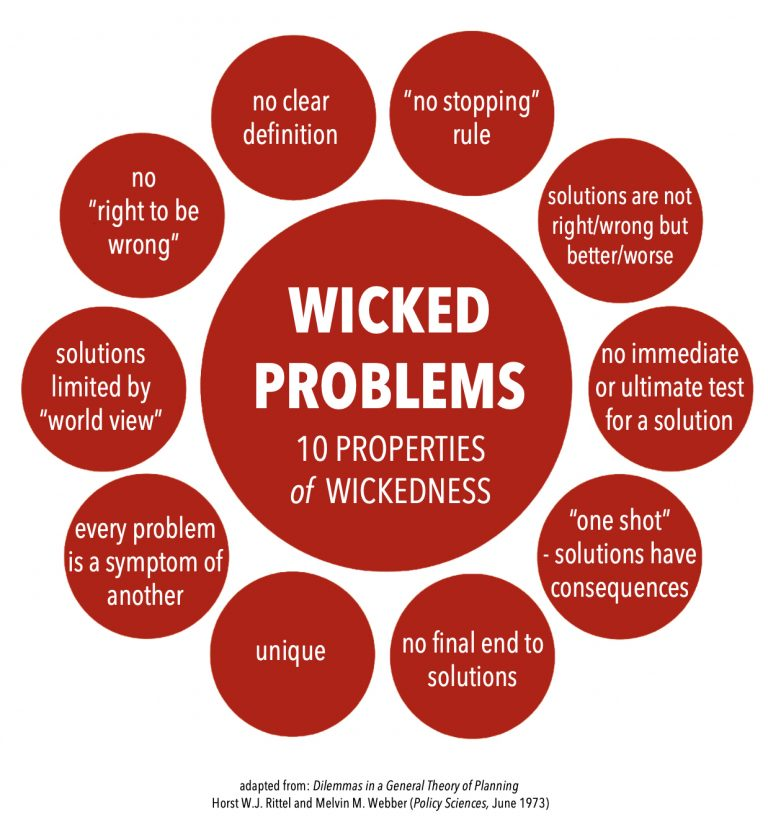 WICKED
PROBLEMS
10 PROPERTIES
of WICKEDNESS
no clear
definition
“no stopping”
rule
solutions are not
right/wrong but
better/worse
no immediate
or ultimate test
for a solution
“one shot”
- solutions have
consequences
no final end to
solutions
unique
every problem
is a symptom of
another
solutions
limited by
“world view”
no
“right to be
wrong”
adapted from: Dilemmas in a General Theory of Planning
Horst W.J. Rittel and Melvin M. Webber (Policy Sciences, June 1973)